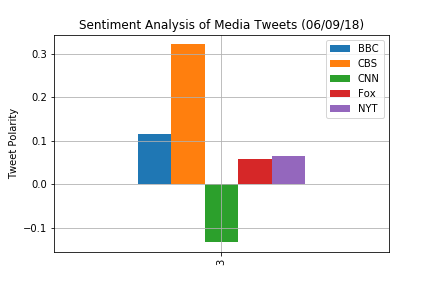 Sentiment Analysis of Media Tweets (06/09/18)
BBC
CBS
CNN
Fox
NYT
Tweet Polarity
0.3
0.2
0.1
0.0
−0.1
3